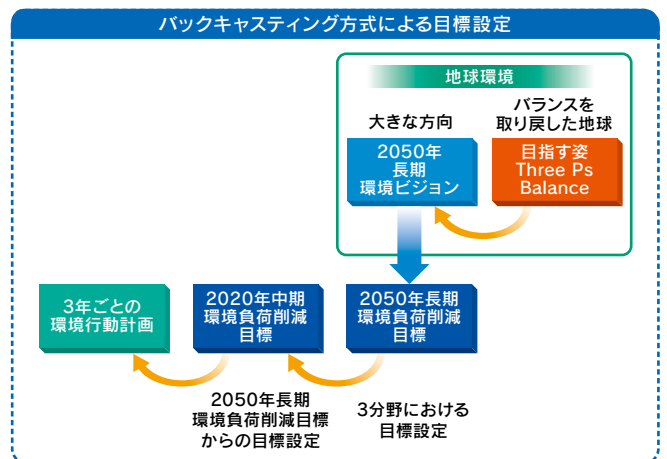 バックキャスティング方式による目標設定
地球環境
大きな方向
バランスを
取り戻した地球
2050年
長期
環境ビジョン
目指す姿
Three Ps
Balance
3年ごとの
環境行動計画
2020年中期
環境負荷削減
目標
2050年長期
環境負荷削減
目標
2050年長期
環境負荷削減目標
からの目標設定
3分野における
目標設定